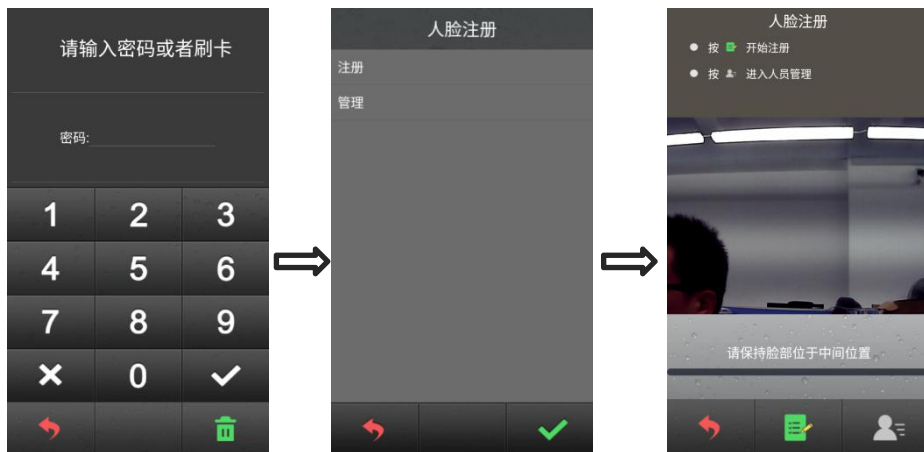 请输入密码或者刷卡
密码:
1 2 3
4 5 6
7 8 9
0
人脸注册
注册
管理
人脸注册
按 开始注册
按 进入人员管理
请保持脸部位于中间位置